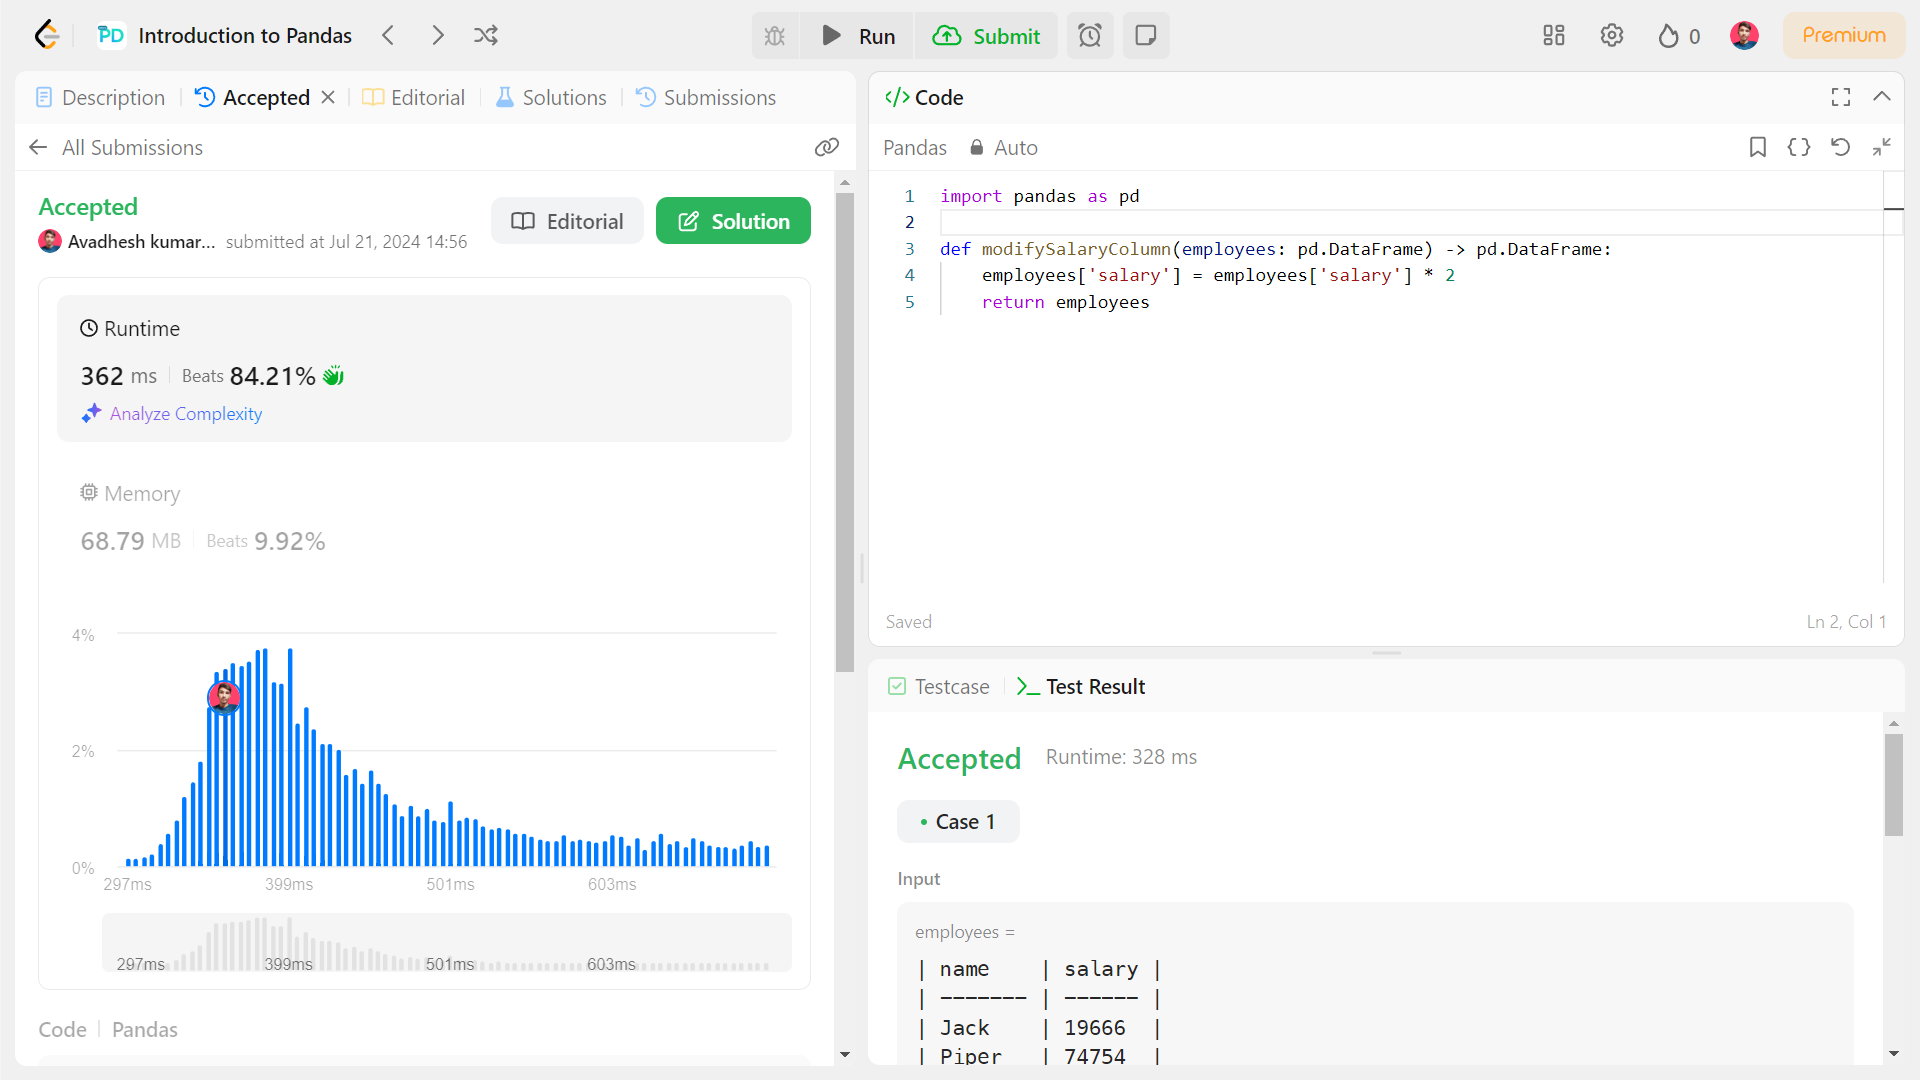 PD Introduction to Pandas
Run
Submit
0
Premium
Description
Accepted
Editorial
Solutions
Submissions
All Submissions
Accepted
Editorial
Solution
Avadhesh kumar... submitted at Jul 21, 2024 14:56
Runtime
362 ms Beats 84.21%
Analyze Complexity
Memory
68.79 MB Beats 9.92%
4%
2%
0%
297ms 399ms 501ms 603ms
297ms 399ms 501ms 603ms
Code Pandas
</> Code
Pandas Auto
1 import pandas as pd
2
3 def modifySalaryColumn(employees: pd.DataFrame) -> pd.DataFrame:
4 employees['salary'] = employees['salary'] * 2
5 return employees
Saved
Ln 2, Col 1
Testcase
Test Result
Accepted Runtime: 328 ms
Case 1
Input
employees =
| name | salary |
| ------- | ------ |
| Jack | 19666 |
| Piper | 74754 |